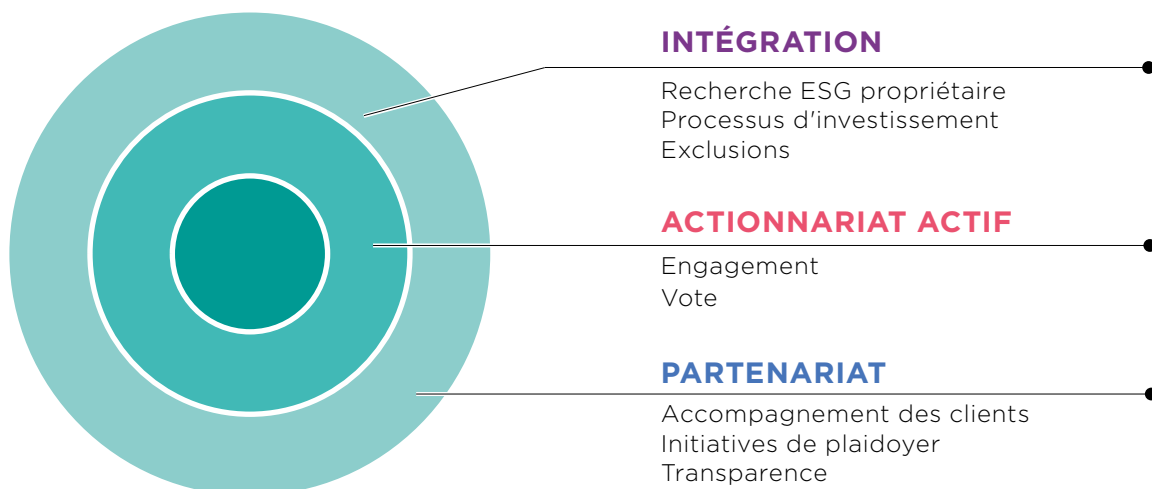 INTÉGRATION
Recherche ESG propriétaire
Processus d'investissement
Exclusions
ACTIONNARIAT ACTIF
Engagement
Vote
PARTENARIAT
Accompagnement des clients
Initiatives de plaidoyer
Transparence